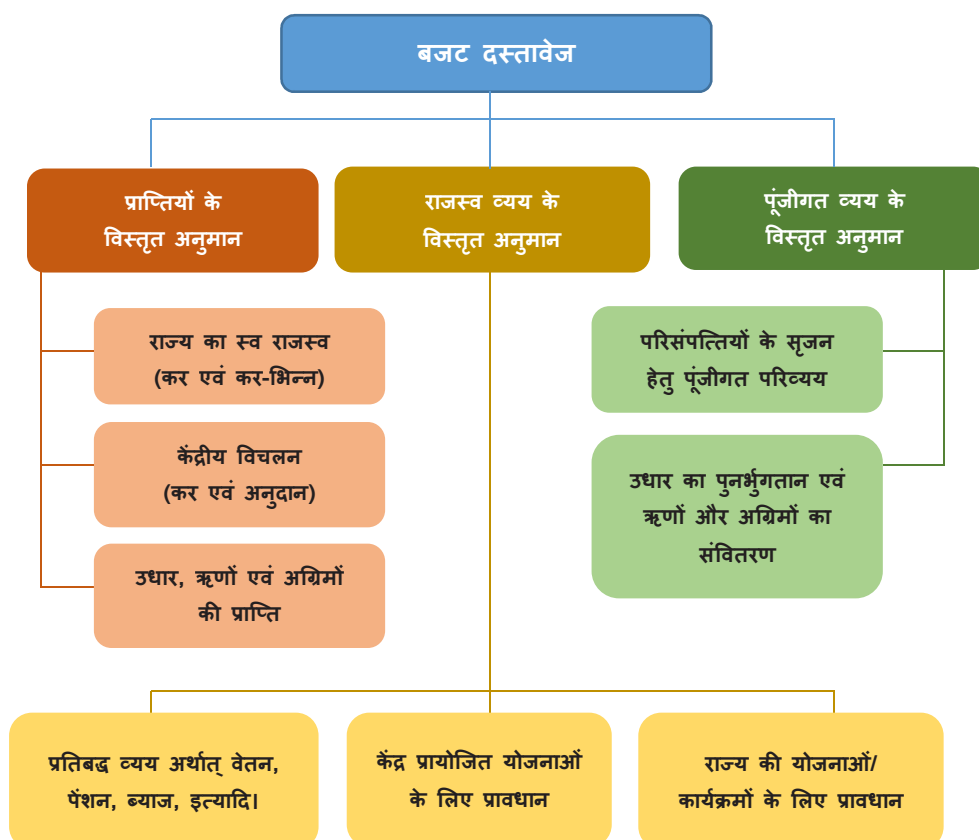 बजट दस्तावेज
प्राप्तियों के
विस्तृत अनुमान
राजस्व व्यय के
विस्तृत अनुमान
पूंजीगत व्यय के
विस्तृत अनुमान
राज्य का स्व राजस्व
(कर एवं कर-भिन्न)
केंद्रीय विचलन
(कर एवं अनुदान)
उधार, ऋणों एवं अग्रिमों
की प्राप्ति
परिसंपत्तियों के सृजन
हेतु पूंजीगत परिव्यय
उधार का पुनर्भुगतान एवं
ऋणों और अग्रिमों का
संवितरण
प्रतिबद्ध व्यय अर्थात् वेतन,
पेंशन, ब्याज, इत्यादि।
केंद्र प्रायोजित योजनाओं
के लिए प्रावधान
राज्य की योजनाओं/
कार्यक्रमों के लिए प्रावधान